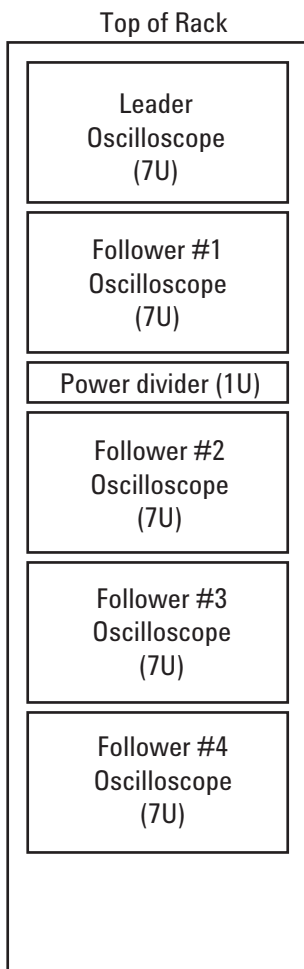 Top of Rack
Leader
Oscilloscope
(7U)
Follower #1
Oscilloscope
(7U)
Power divider (1U)
Follower #2
Oscilloscope
(7U)
Follower #3
Oscilloscope
(7U)
Follower #4
Oscilloscope
(7U)